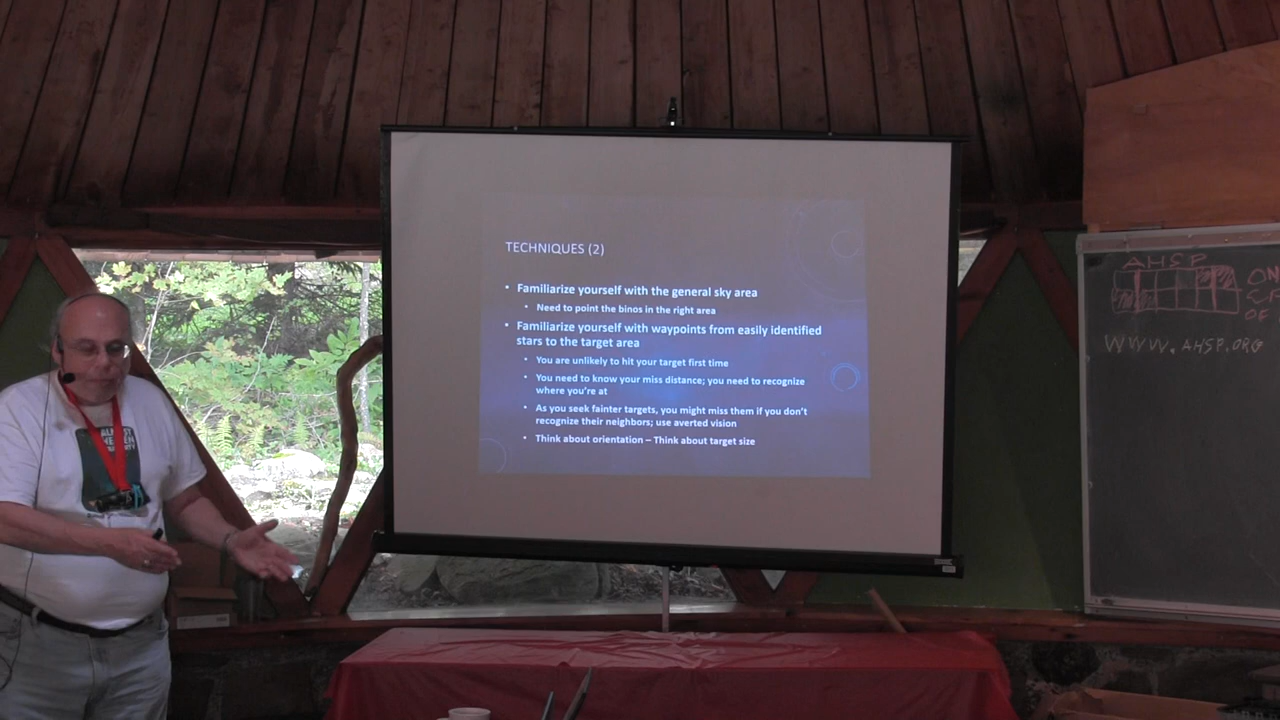 TECHNIQUES (2)
• Familiarize yourself with the general sky area
• Need to point the binos in the right area
• Familiarize yourself with waypoints from easily identified
stars to the target area
• You are unlikely to hit your target first time
• You need to know your miss distance; you need to recognize
where you're at
• As you seek fainter targets, you might miss them if you don't
recognize their neighbors; use averted vision
• Think about orientation – Think about target size
AHSP
OF
WWW.AHSP.ORG